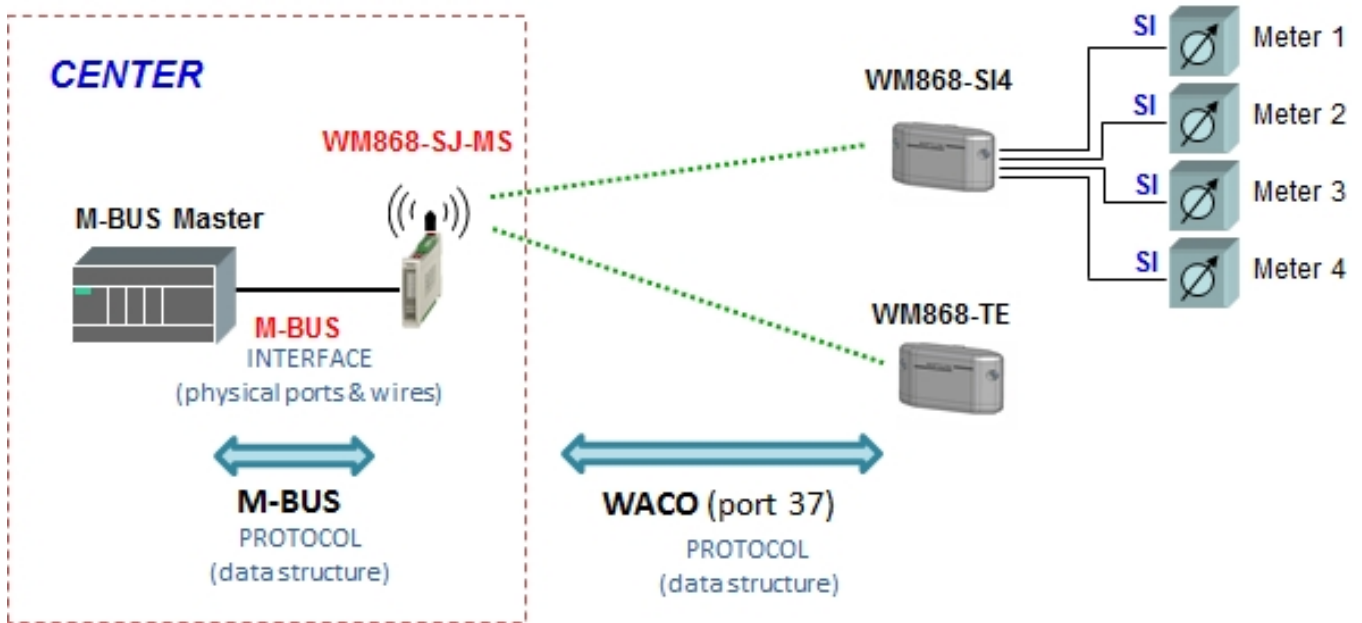 CENTER
WM868-SJ-MS
M-BUS Master
M-BUS
INTERFACE
(physical ports & wires)
M-BUS
PROTOCOL
(data structure)
WACO (port 37)
PROTOCOL
(data structure)
WM868-SI4
WM868-TE
SI Meter 1
SI Meter 2
SI Meter 3
SI Meter 4